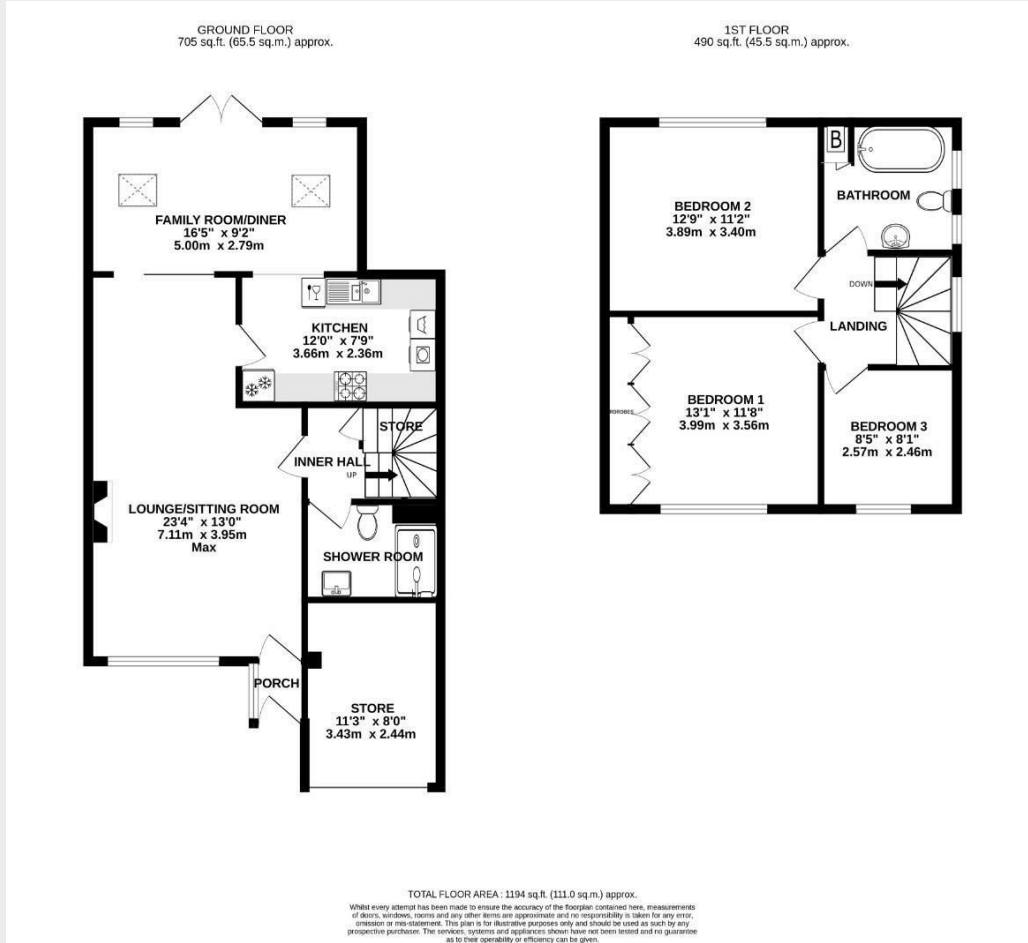 GROUND FLOOR
705 sq.ft. (65.5 sq.m.) approx.
FAMILY ROOM/DINER
16'5" x 9'2"
5.00m x 2.79m
KITCHEN
12'0" x 7'9"
3.66m x 2.36m
STORE
INNER HALL
UP
LOUNGE/SITTING ROOM
23'4" x 13'0"
7.11m x 3.95m
Max
SHOWER ROOM
PORCH
STORE
11'3" x 8'0"
3.43m x 2.44m
1ST FLOOR
490 sq.ft. (45.5 sq.m.) approx.
B
BATHROOM
BEDROOM 2
12'9" x 11'2"
3.89m x 3.40m
DOWN
LANDING
BEDROOM 1
13'1" x 11'8"
3.99m x 3.56m
BEDROOM 3
8'5" x 8'1"
2.57m x 2.46m
TOTAL FLOOR AREA : 1194 sq.ft. (111.0 sq.m.) approx.
Whilst every attempt has been made to ensure the accuracy of the floorplan contained here, measurements
of doors, windows, rooms and any other items are approximate and no responsibility is taken for any error,
omission or mis-statement. This plan is for illustrative purposes only and should be used as such by any
prospective purchaser. The services, systems and appliances shown have not been tested and no guarantee
as to their operability or efficiency can be given.